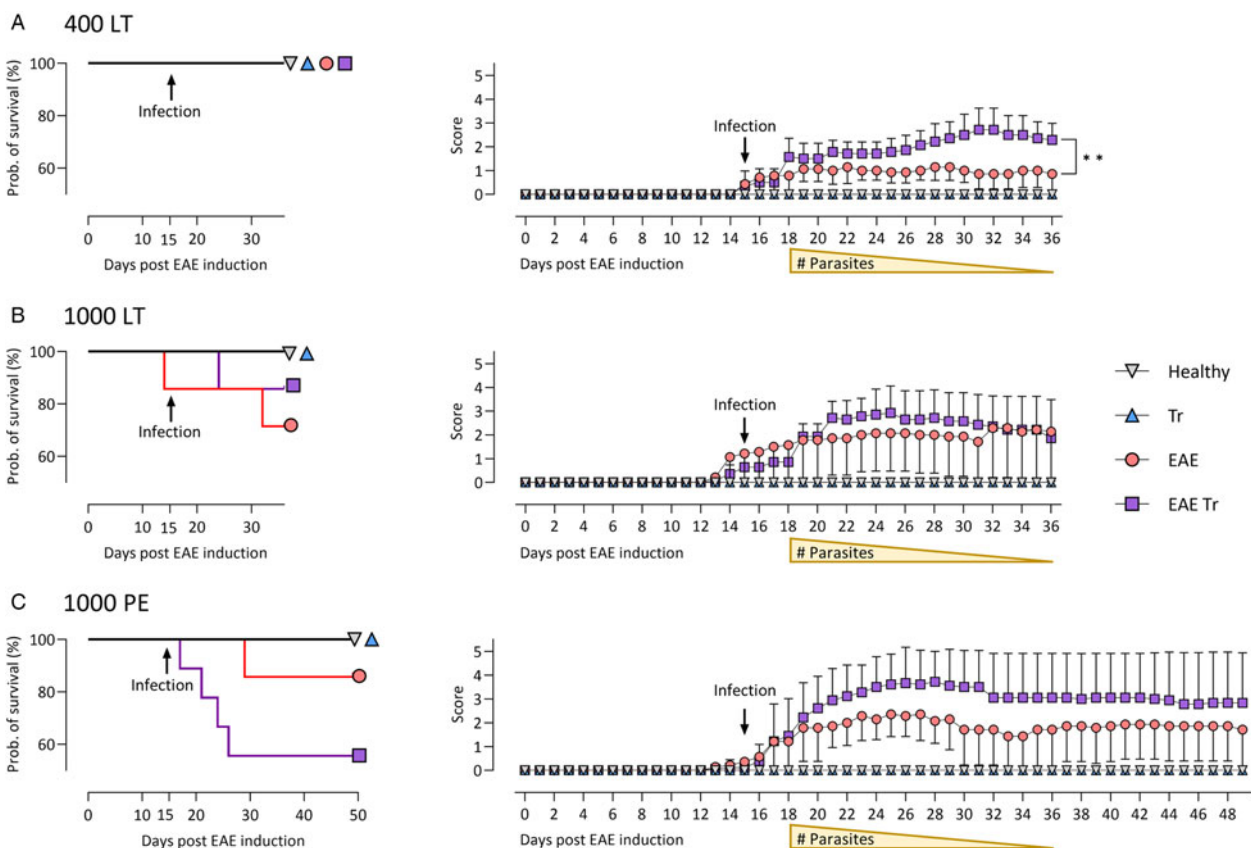 A 400 LT
Prob. of survival (%)
100
80
60
Infection
0 10 15 20 30
Days post EAE induction
Score
5
4
3
2
1
0
Infection
**
0 2 4 6 8 10 12 14 16 18 20 22 24 26 28 30 32 34 36
Days post EAE induction
# Parasites
B 1000 LT
Prob. of survival (%)
100
80
60
Infection
0 10 15 20 30
Days post EAE induction
Score
5
4
3
2
1
0
Infection
0 2 4 6 8 10 12 14 16 18 20 22 24 26 28 30 32 34 36
Days post EAE induction
# Parasites
Healthy
Tr
EAE
EAE Tr
C 1000 PE
Prob. of survival (%)
100
80
60
Infection
0 10 15 20 30 40 50
Days post EAE induction
Score
5
4
3
2
1
0
Infection
0 2 4 6 8 10 12 14 16 18 20 22 24 26 28 30 32 34 36 38 40 42 44 46 48
Days post EAE induction
# Parasites